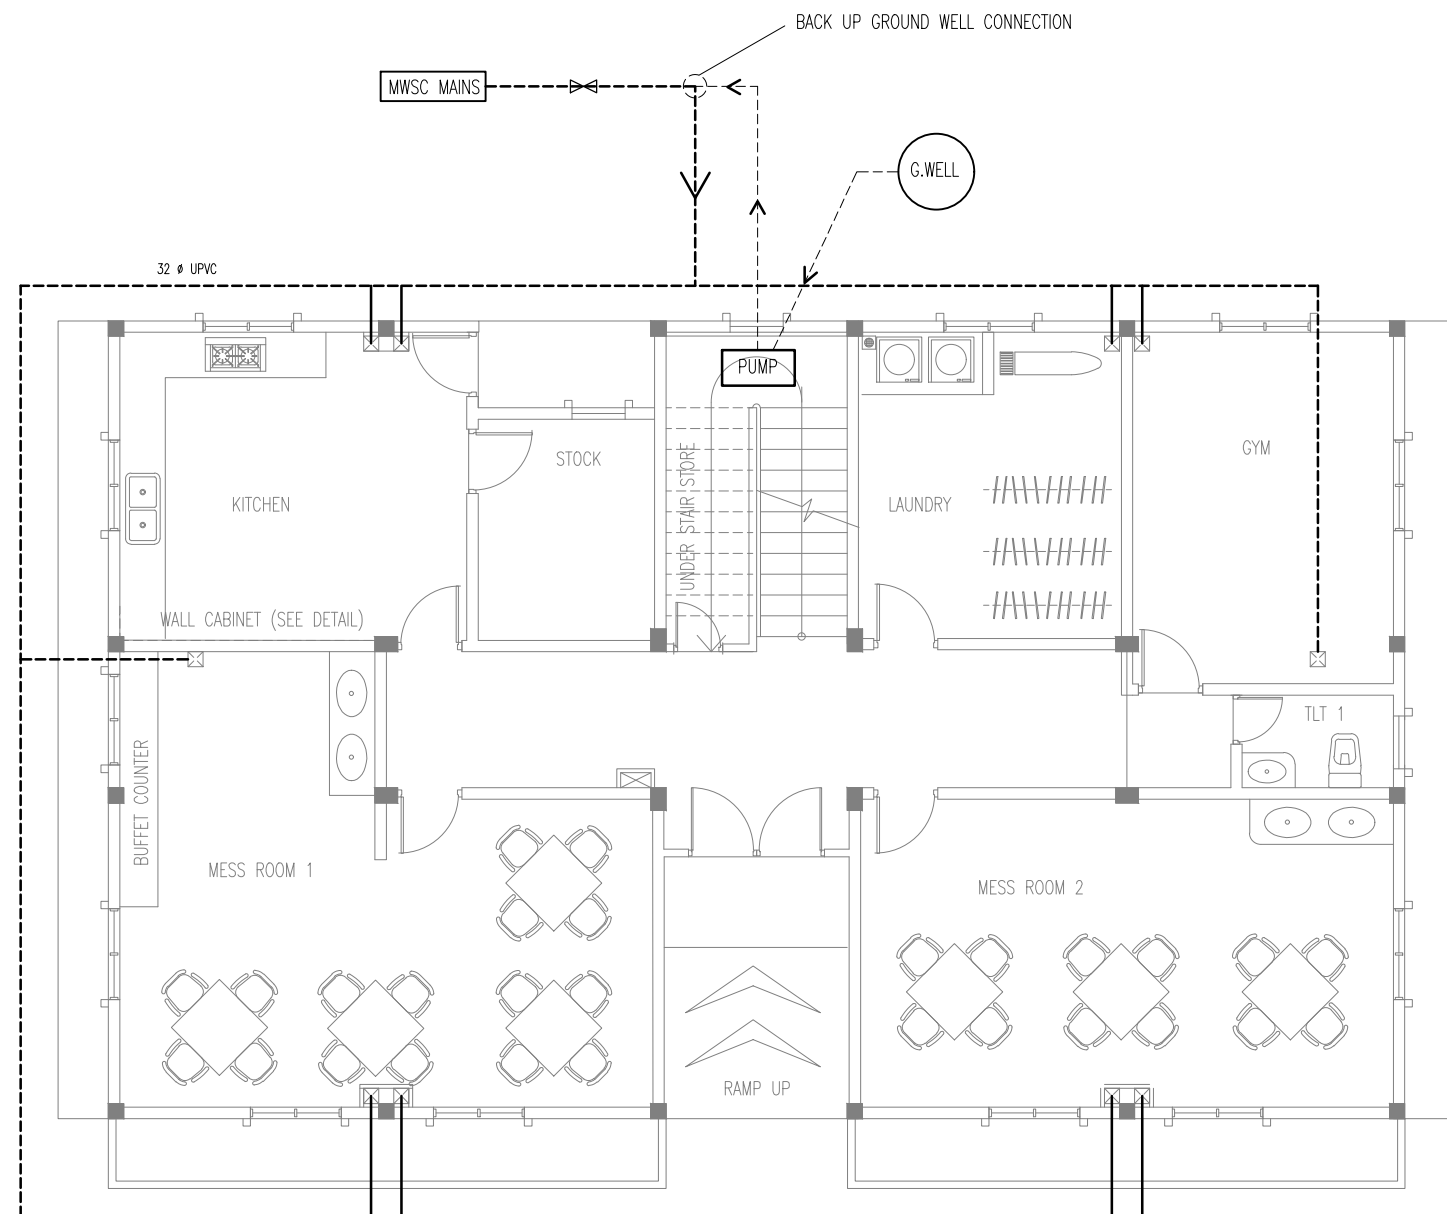 BACK UP GROUND WELL CONNECTION
MWSC MAINS
G.WELL
32 ø UPVC
PUMP
GYM
STOCK
KITCHEN
UNDER STAIR STORE
LAUNDRY
WALL CABINET (SEE DETAIL)
TLT 1
BUFFET COUNTER
MESS ROOM 1
MESS ROOM 2
RAMP UP